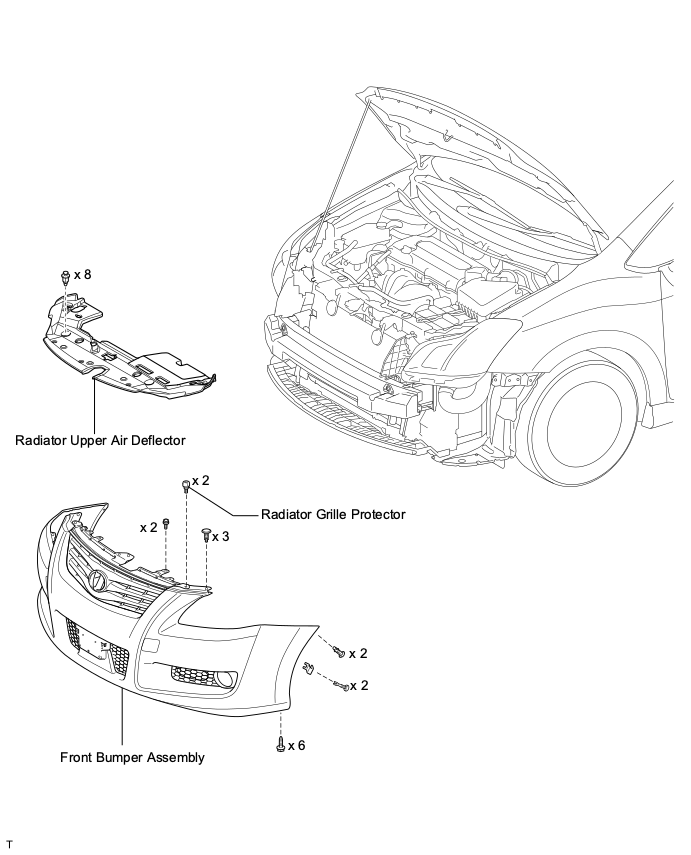 x 8
Radiator Upper Air Deflector
x 2
Radiator Grille Protector
x 2
x 3
x 2
x 2
x 6
Front Bumper Assembly
T